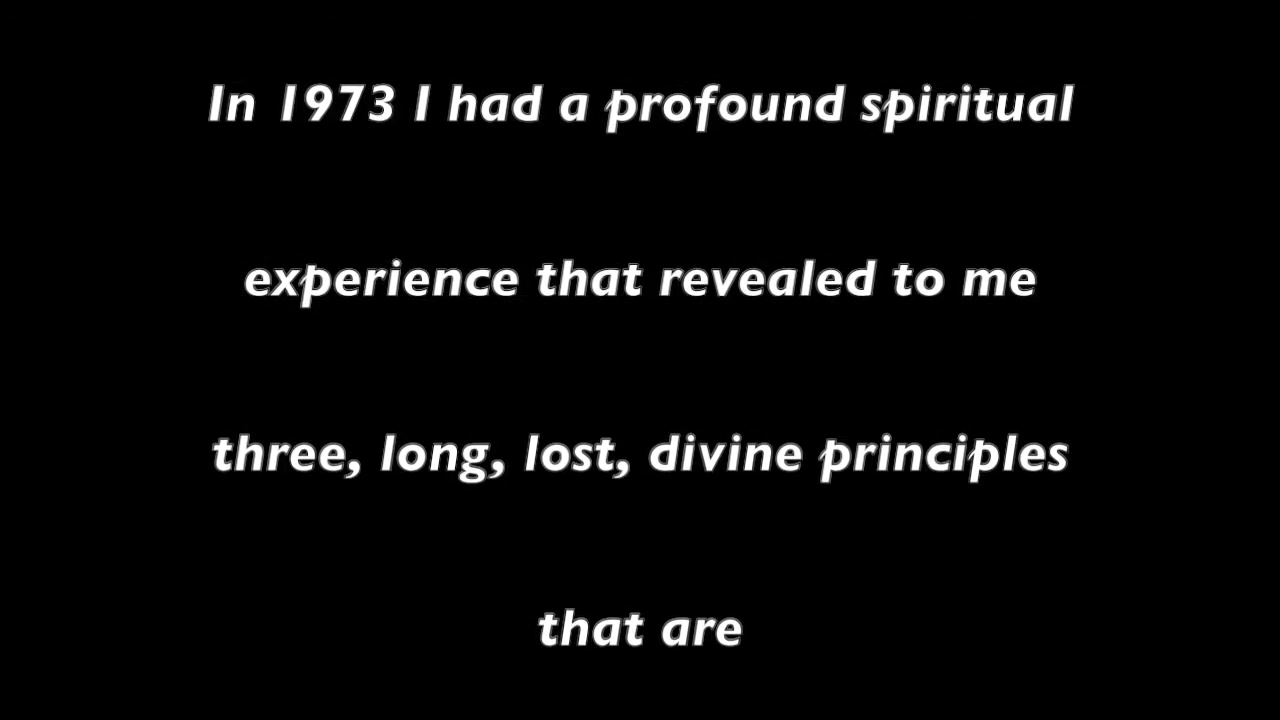 In 1973 I had a profound spiritual
experience that revealed to me
three, long, lost, divine principles
that are